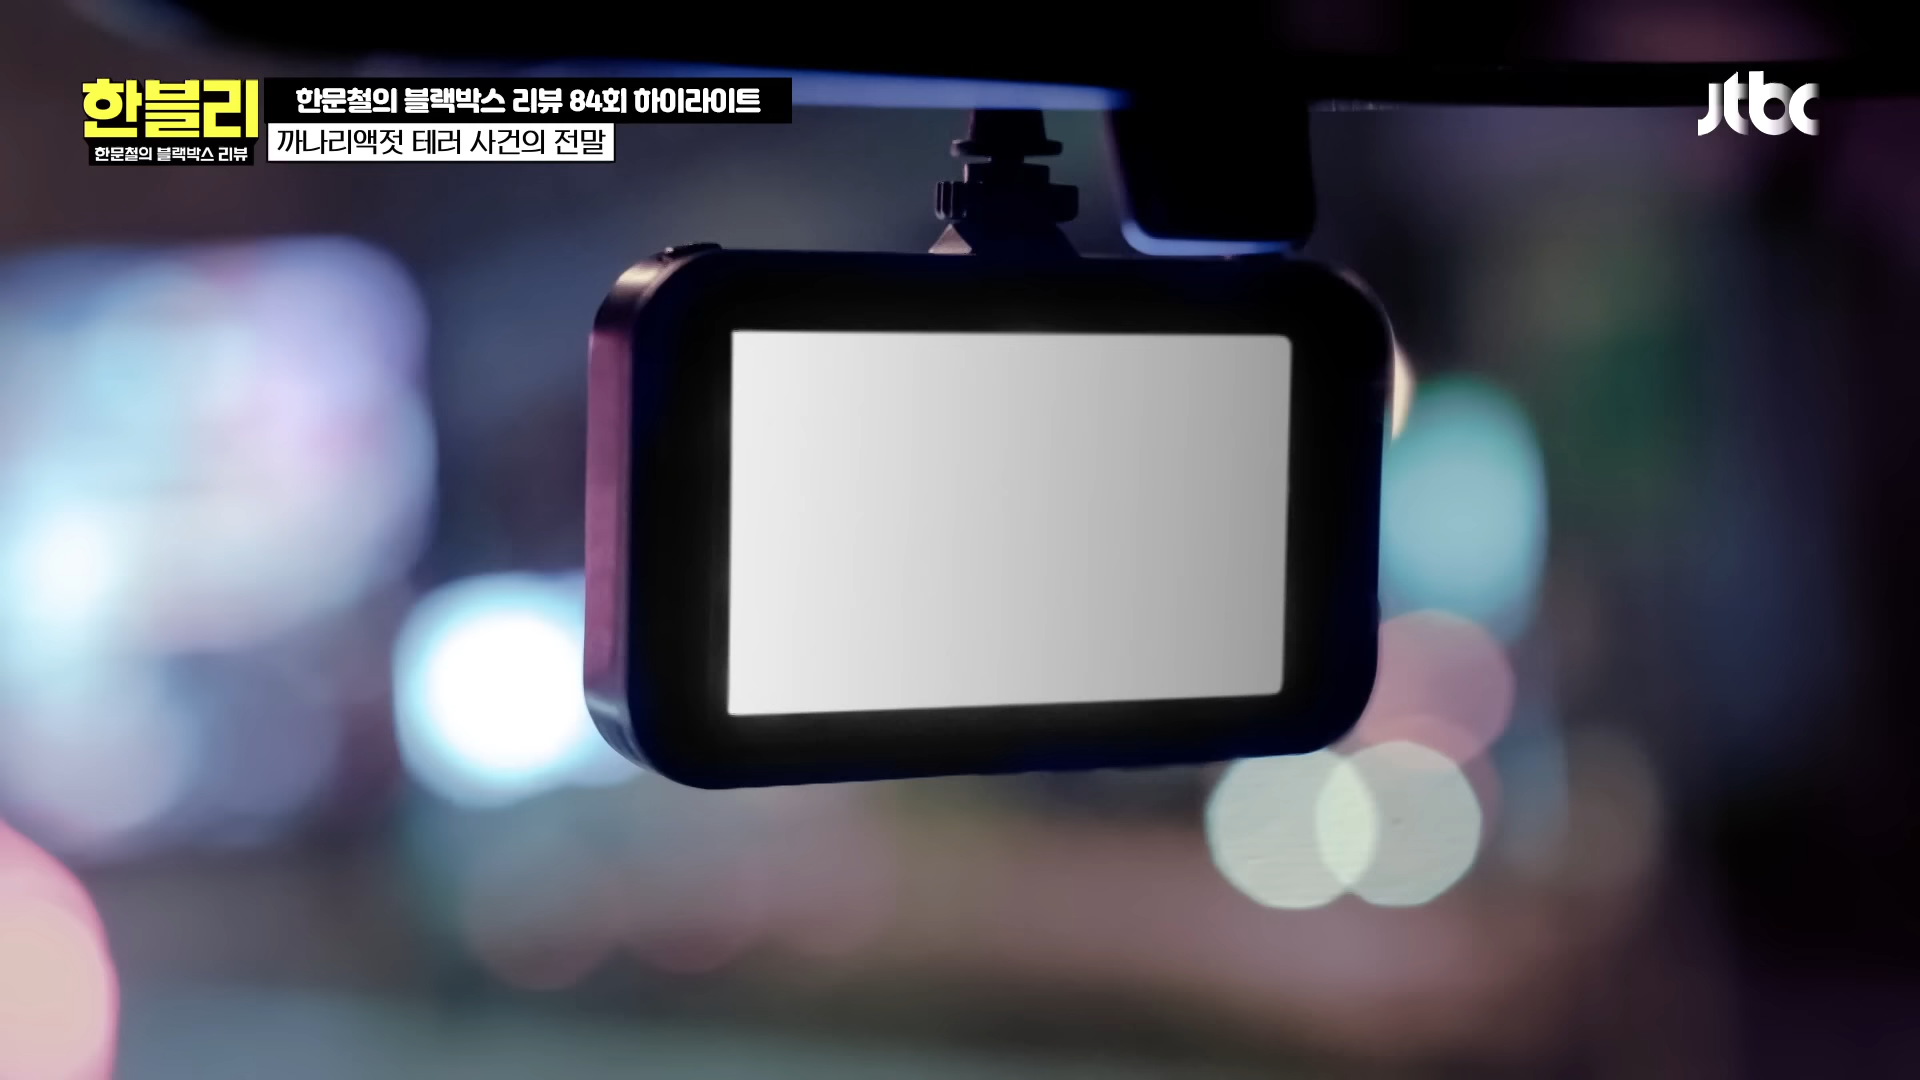 한블리
한문철의 블랙박스 리뷰
한문철의 블랙박스 리뷰 84회 하이라이트
까나리액젓 테러 사건의 전말
jtbc